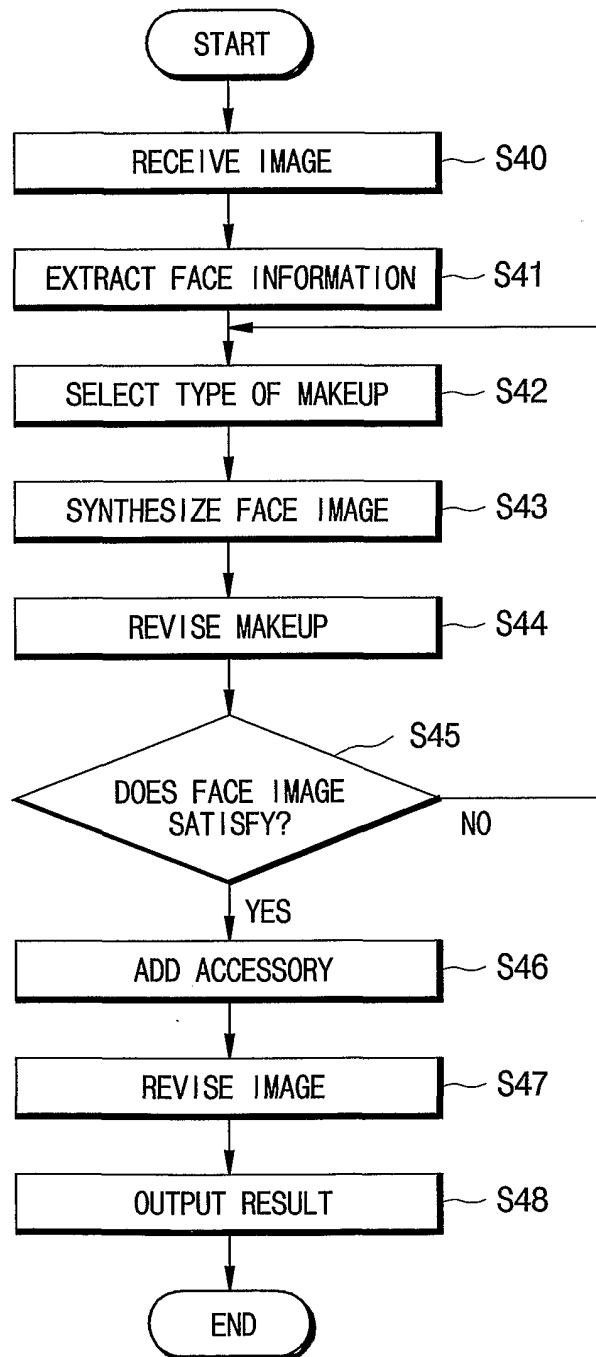 START
RECEIVE IMAGE S40
EXTRACT FACE INFORMATION S41
SELECT TYPE OF MAKEUP S42
SYNTHESIZE FACE IMAGE S43
REVISE MAKEUP S44
S45
DOES FACE IMAGE
SATISFY?
NO
YES
ADD ACCESSORY S46
REVISE IMAGE S47
OUTPUT RESULT S48
END